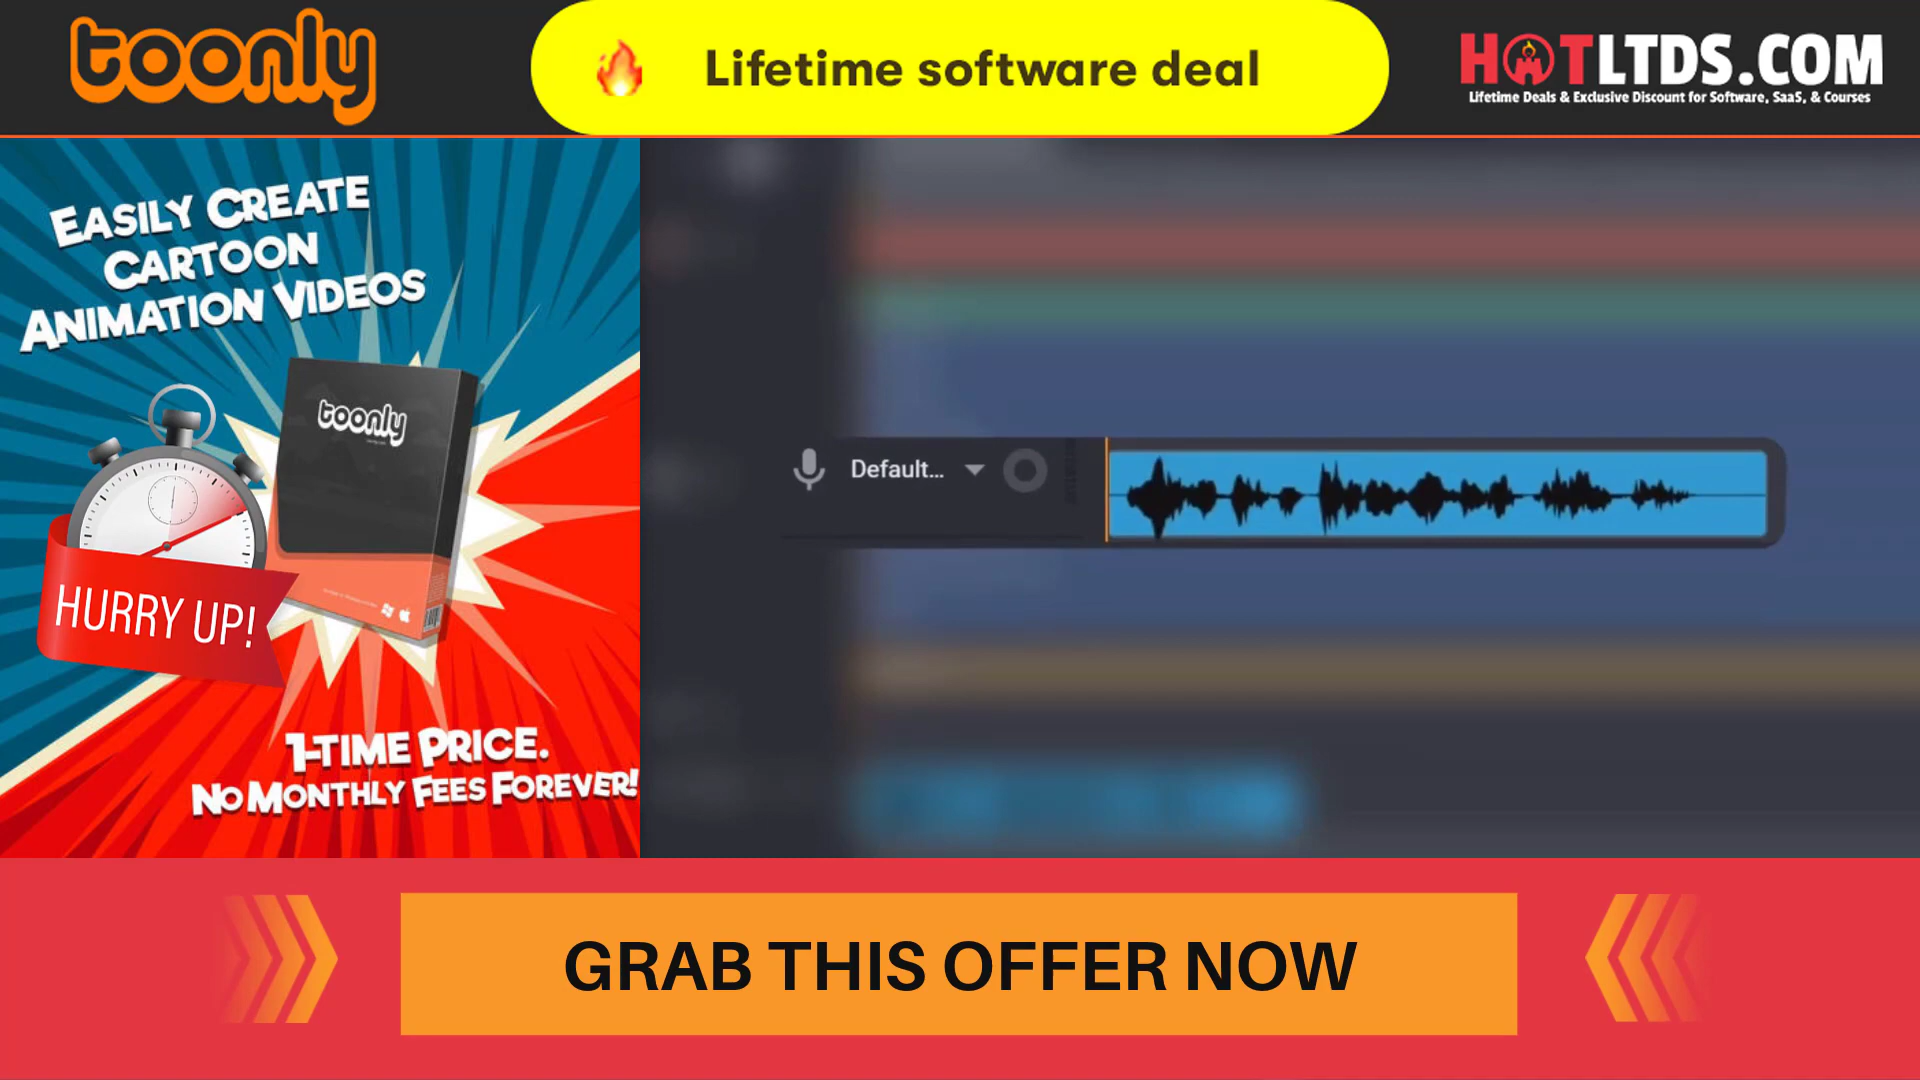 toonly
Lifetime software deal
HOTLTDS.COM
Lifetime Deals & Exclusive Discount for Software, SaaS, & Courses
EASILY CREATE
CARTOON
ANIMATION VIDEOS
toonly
HURRY UP!
1-TIME PRICE.
NO MONTHLY FEES FOREVER!
Default...
GRAB THIS OFFER NOW